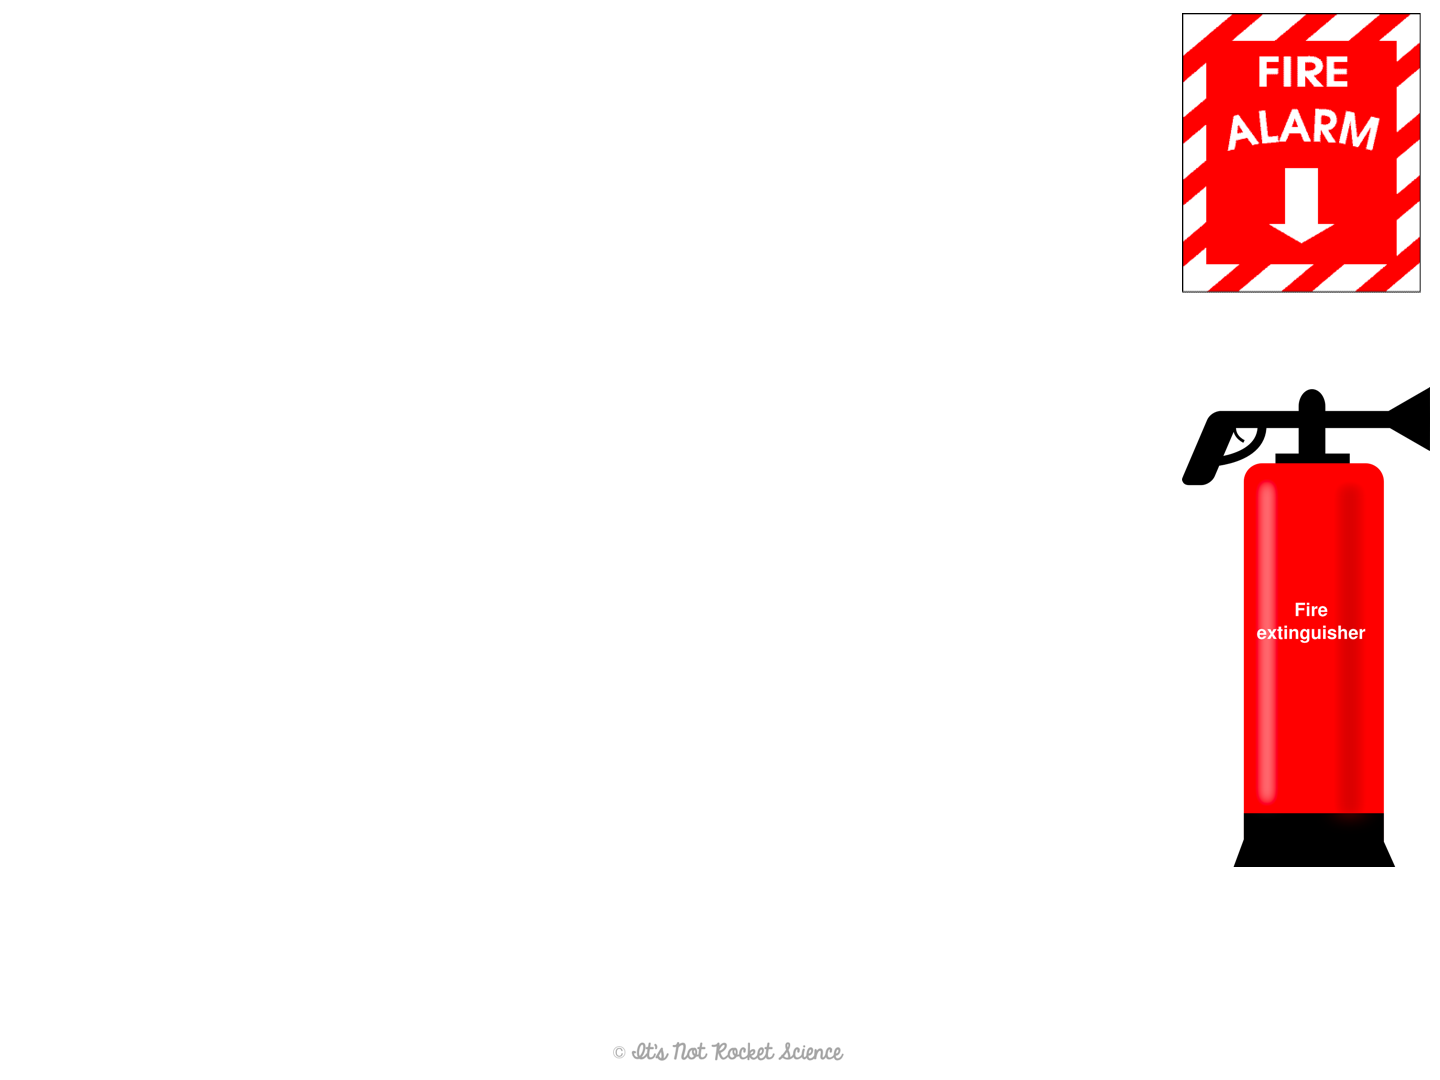 FIRE
ALARM
Fire
extinguisher
© It's Not Rocket Science